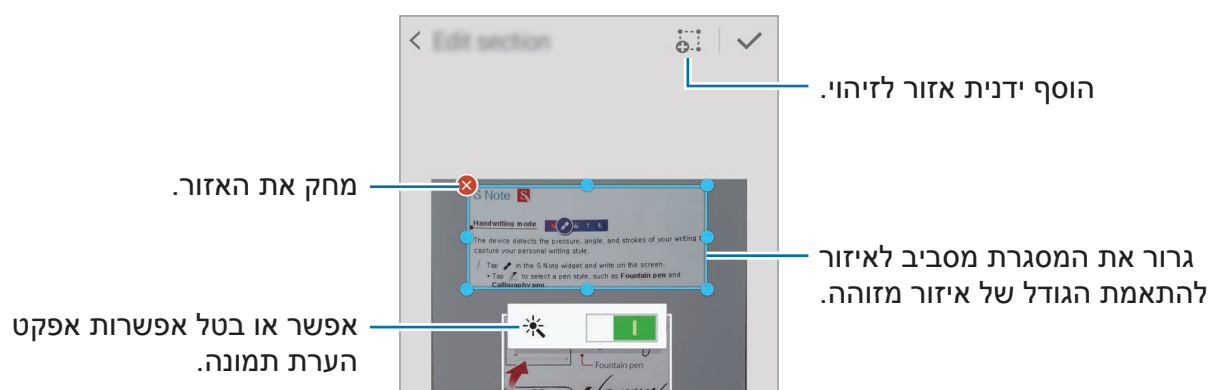 Edit section
הוסף ידנית אזור לזיהוי.
מחק את האזור.
S Note
Handwriting mode
The device detects the pressure, angle, and strokes of your writing t
capture your personal writing style.
1 Tap in the S Note widget and write on the screen.
• Tap to select a pen style, such as Fountain pen and
Calligraphy pen
גרור את המסגרת מסביב לאיזור
להתאמת הגודל של איזור מזוהה.
אפשר או בטל אפשרות אפקט
הערת תמונה.
Fountain pen